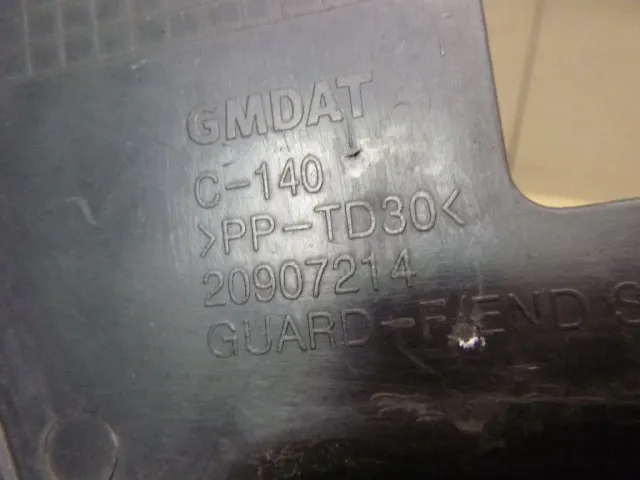 GMDAT
C-140
>PP-TD30<
20907214
GUARD-F/END S